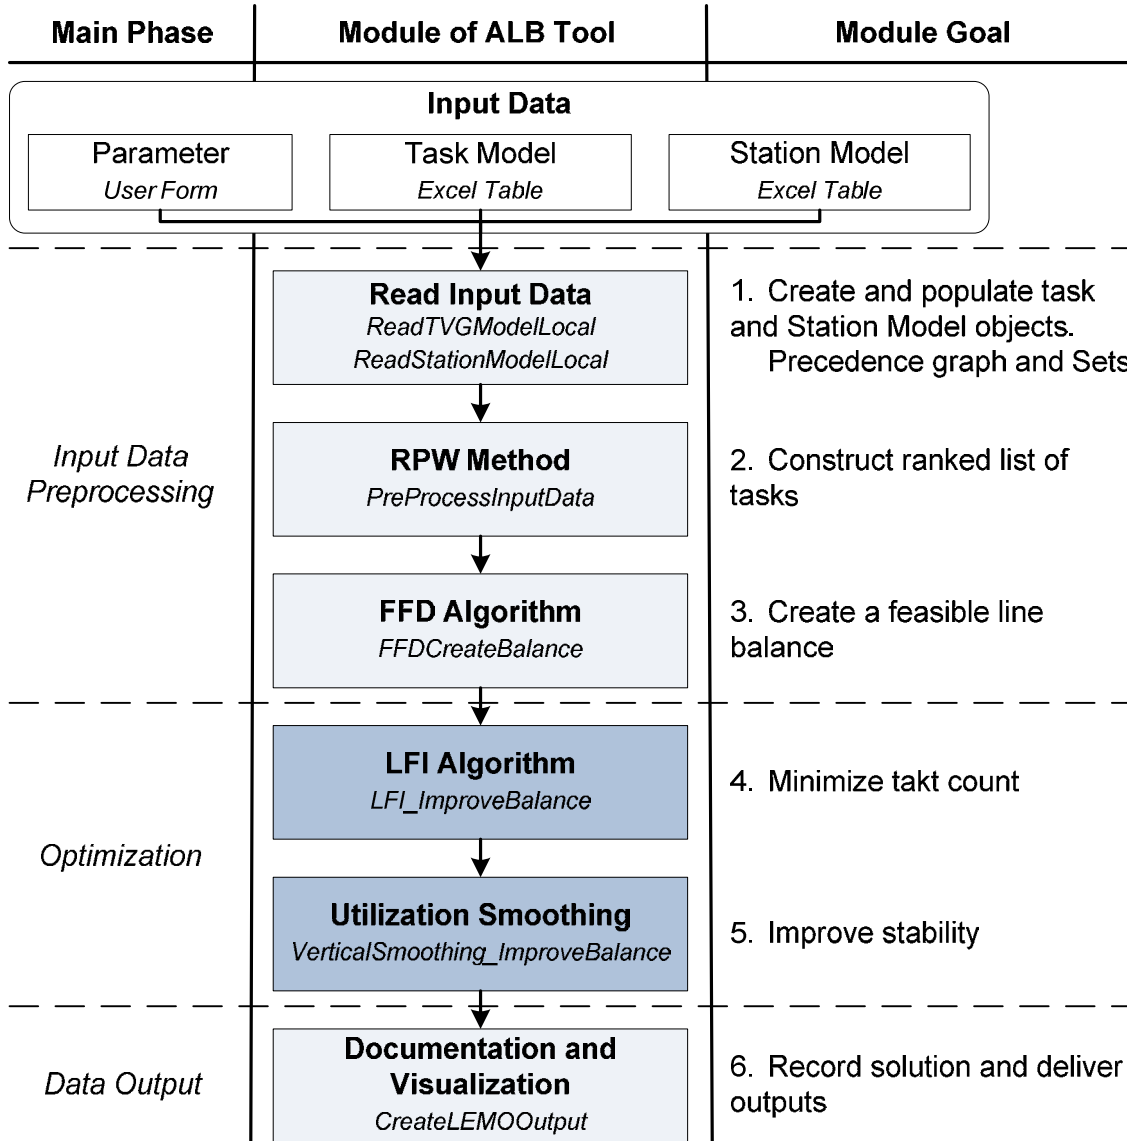 Main Phase
Module of ALB Tool
Module Goal
Input Data
Parameter
User Form
Task Model
Excel Table
Station Model
Excel Table
Input Data
Preprocessing
Read Input Data
ReadTVGModelLocal
ReadStationModelLocal
1. Create and populate task
and Station Model objects.
Precedence graph and Sets
RPW Method
PreProcessInputData
2. Construct ranked list of
tasks
FFD Algorithm
FFDCreateBalance
3. Create a feasible line
balance
Optimization
LFI Algorithm
LFI_ImproveBalance
4. Minimize takt count
Utilization Smoothing
VerticalSmoothing_ImproveBalance
5. Improve stability
Data Output
Documentation and
Visualization
CreateLEMOOutput
6. Record solution and deliver
outputs